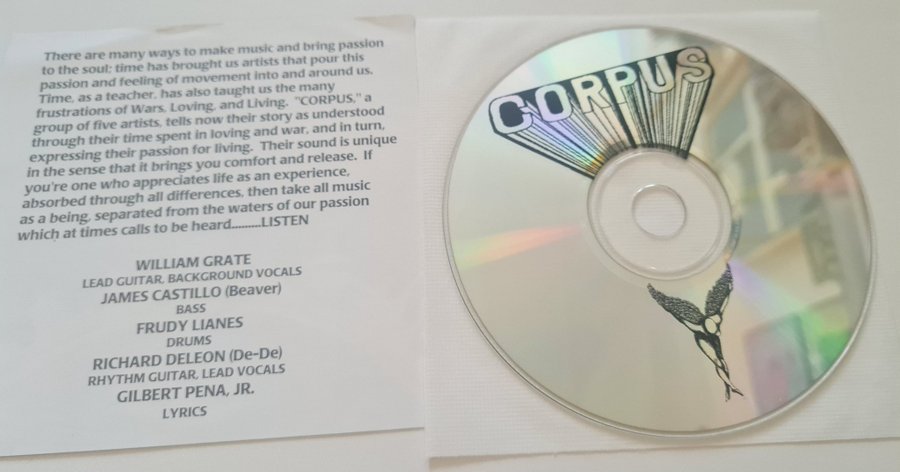 There are many ways to make music and bring passion
to the soul; time has brought us artists that pour this
passion and feeling of movement into and around us.
Time, as a teacher, has also taught us the many
frustrations of Wars, Loving, and Living. "CORPUS," a
group of five artists, tells now their story as understood
through their time spent in loving and war, and in turn,
expressing their passion for living. Their sound is unique
in the sense that it brings you comfort and release. If
you're one who appreciates life as an experience,
absorbed through all differences, then take all music
as a being, separated from the waters of our passion
which at times calls to be heard.........LISTEN
WILLIAM GRATE
LEAD GUITAR, BACKGROUND VOCALS
JAMES CASTILLO (Beaver)
BASS
FRUDY LIANES
DRUMS
RICHARD DELEON (De-De)
RHYTHM GUITAR, LEAD VOCALS
GILBERT PENA, JR.
LYRICS
CORPUS